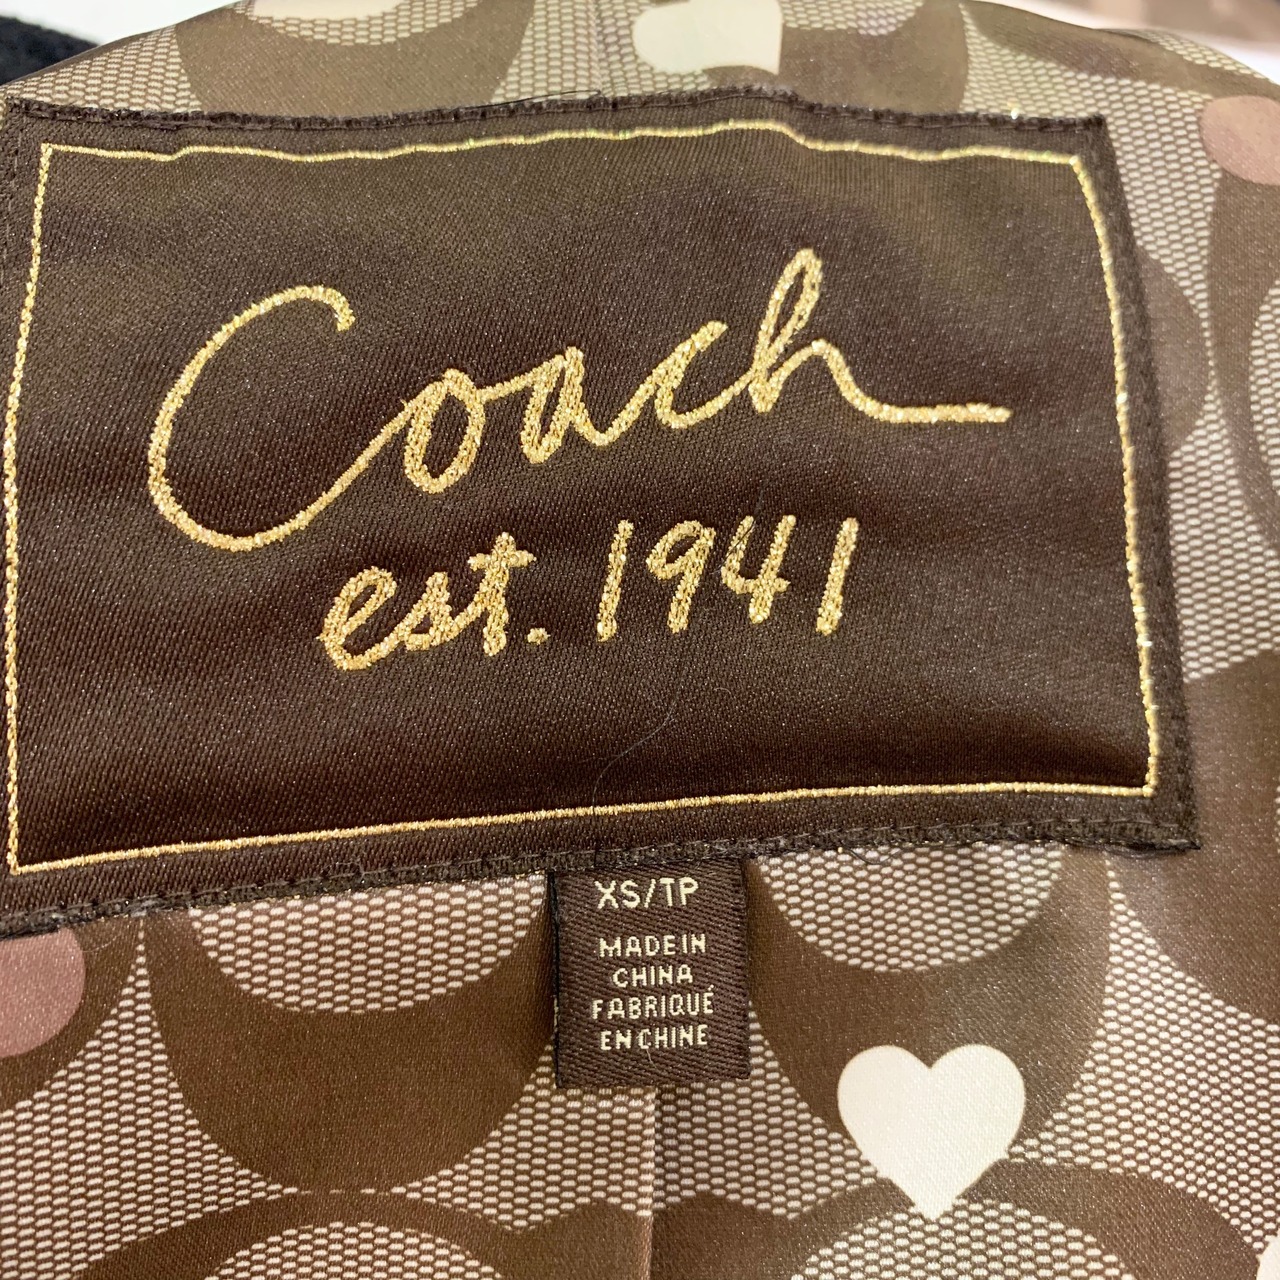 Coach
est. 1941
XS/TP
MADE IN
CHINA
FABRIQUÉ
EN CHINE